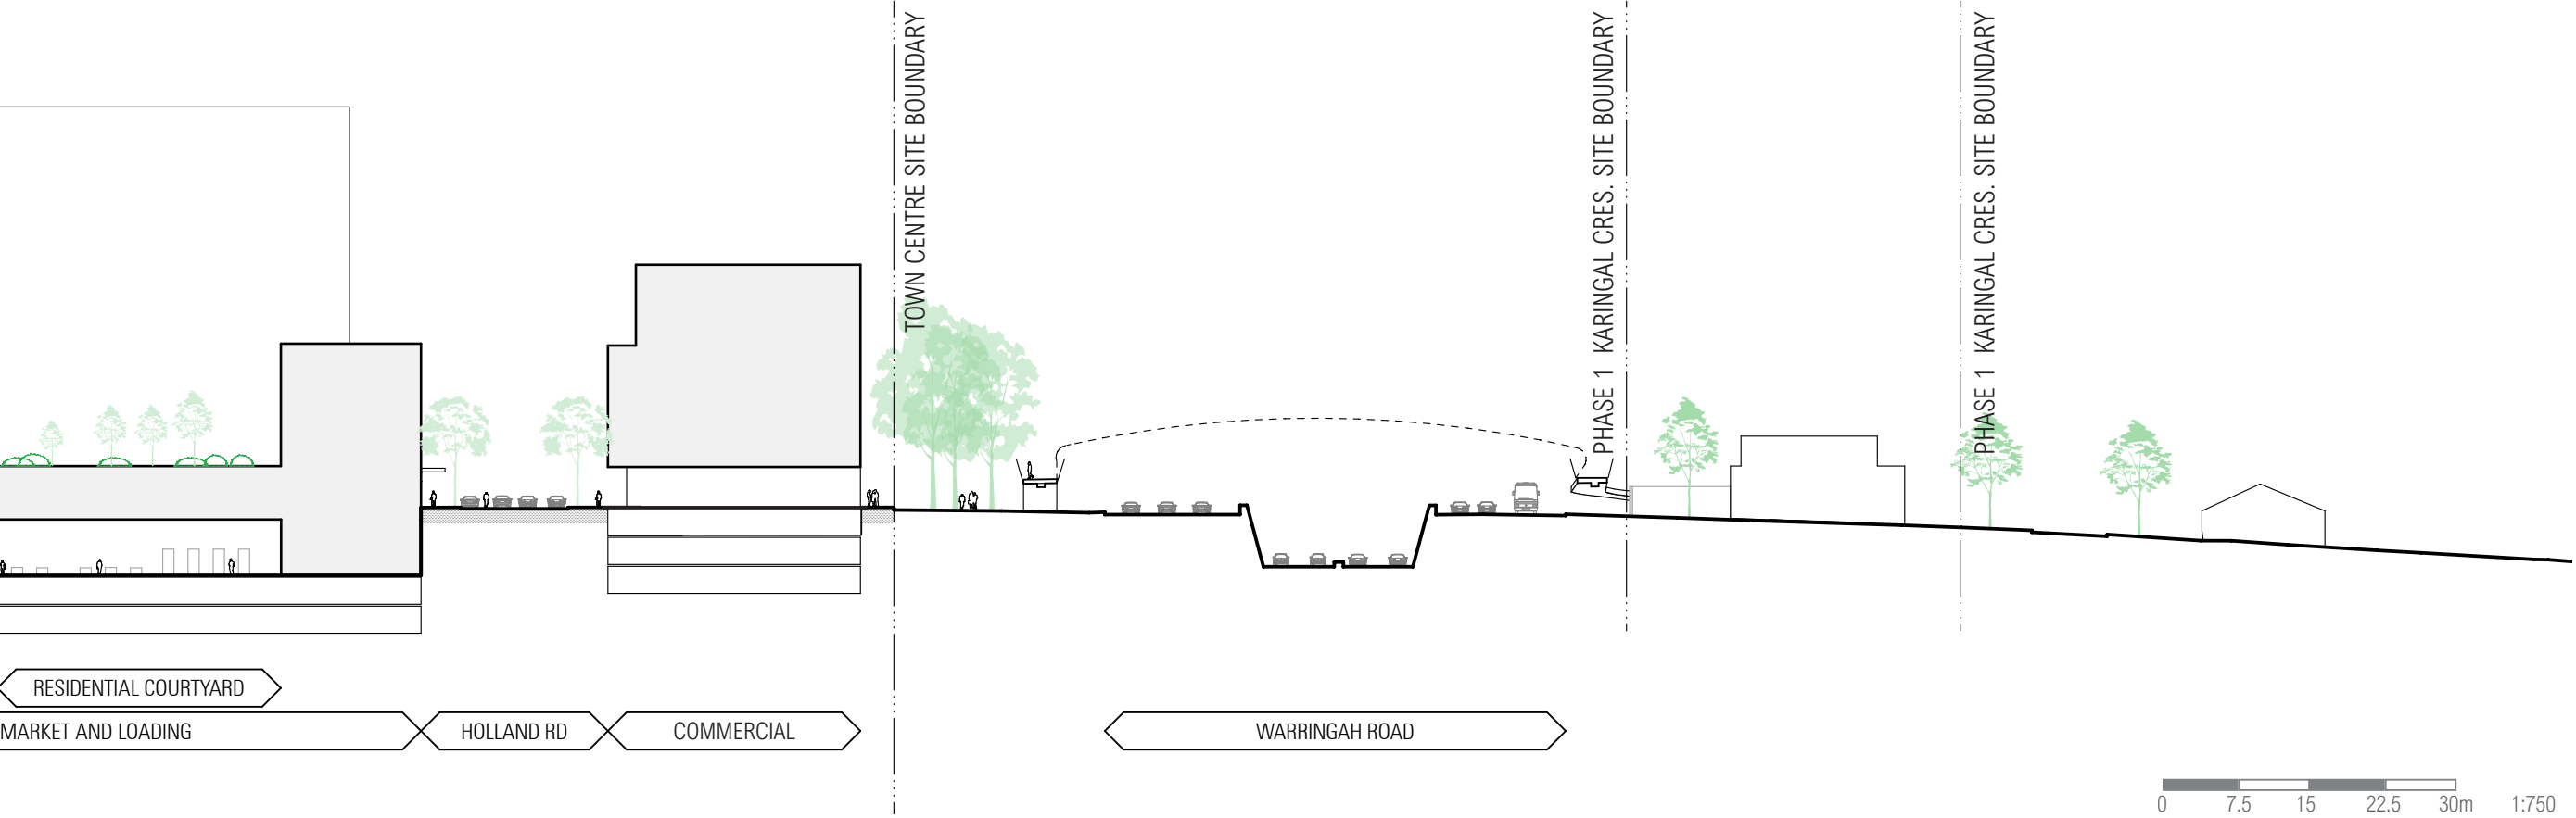 TOWN CENTRE SITE BOUNDARY
PHASE 1 KARINGAL CRES. SITE BOUNDARY
PHASE 1 KARINGAL CRES. SITE BOUNDARY
RESIDENTIAL COURTYARD
MARKET AND LOADING
HOLLAND RD
COMMERCIAL
WARRINGAH ROAD
0 7.5 15 22.5 30m 1:750